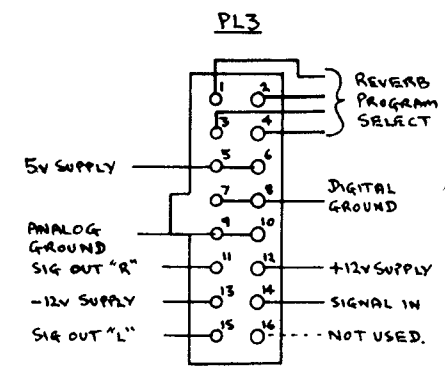 PL3
1 2 REVERB
PROGRAM
3 4 SELECT
5V SUPPLY 5 6
7 8 DIGITAL
GROUND
ANALOG 9 10
GROUND
SIG OUT "R" 11 12 +12V SUPPLY
-12V SUPPLY 13 14 SIGNAL IN
SIG OUT "L" 15 16 NOT USED.